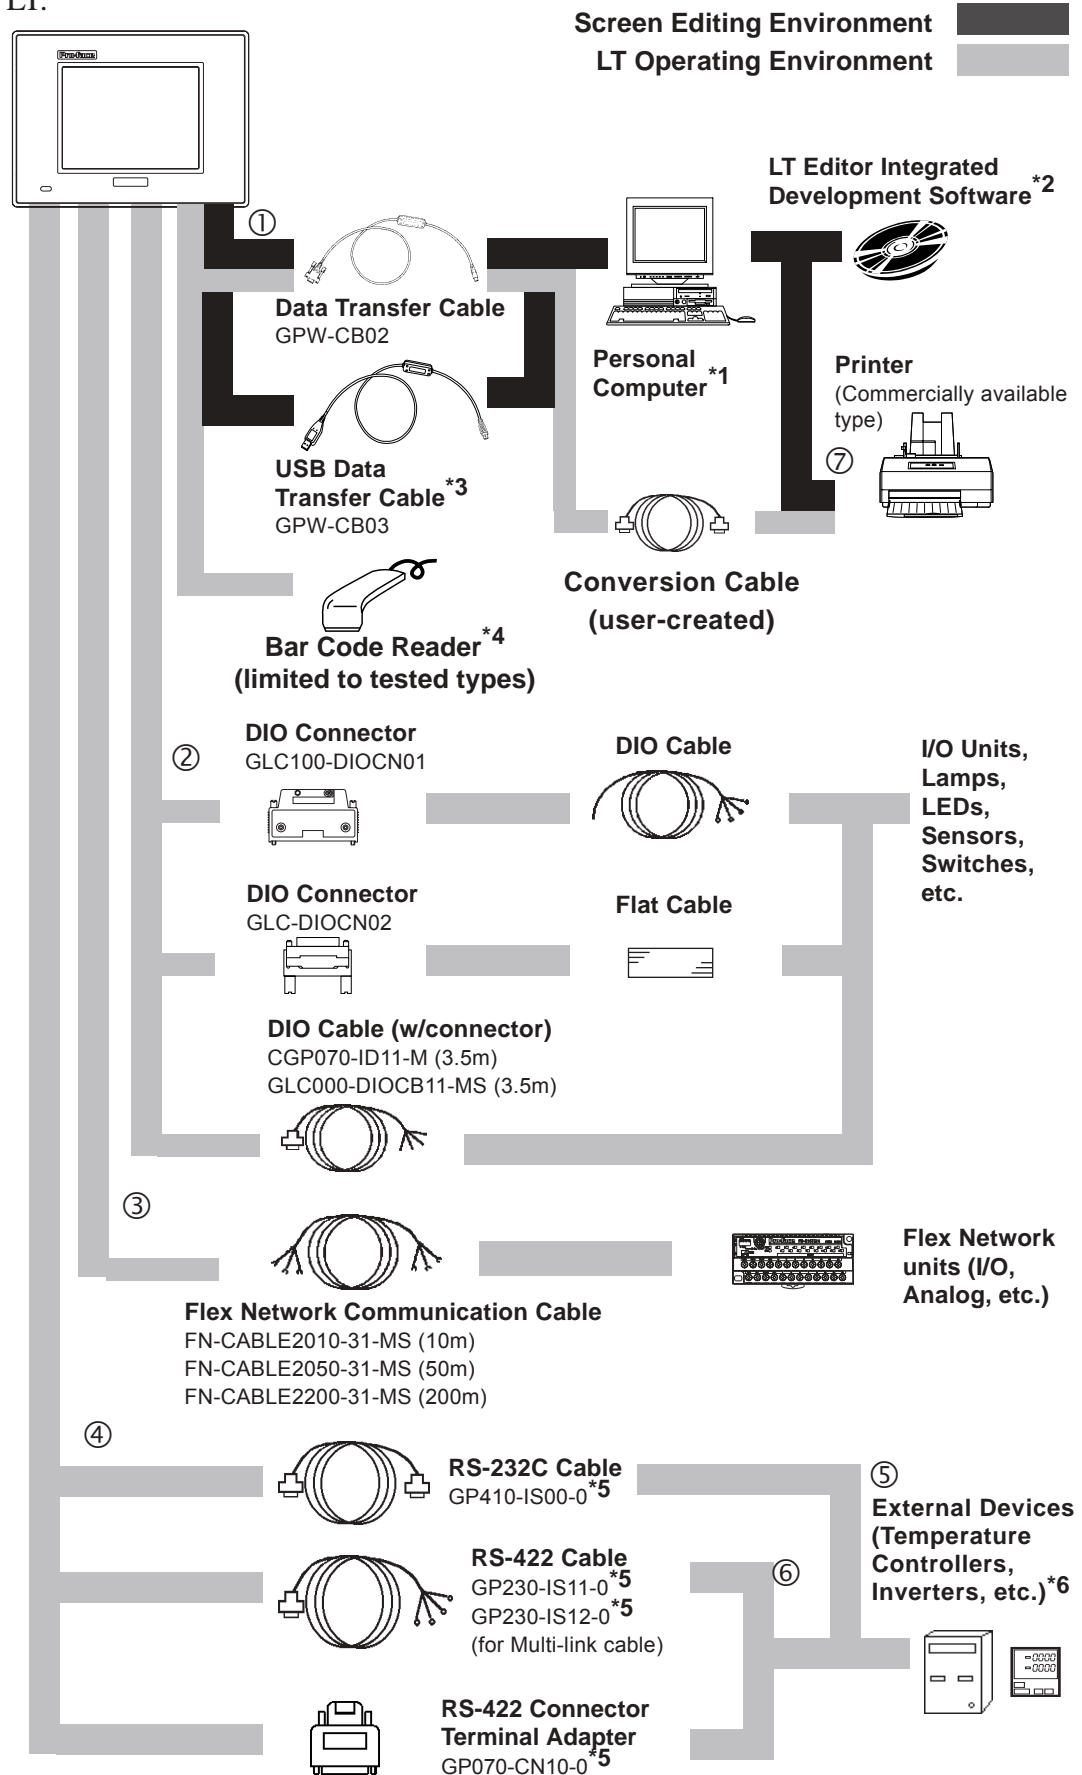 LT.
Screen Editing Environment
LT Operating Environment
Pro-face
LT Editor Integrated
Development Software*2
①
Data Transfer Cable
GPW-CB02
Personal
Computer*1
Printer
(Commercially available
type)
⑦
USB Data
Transfer Cable*3
GPW-CB03
Conversion Cable
(user-created)
Bar Code Reader*4
(limited to tested types)
②
DIO Connector
GLC100-DIOCN01
DIO Cable
I/O Units,
Lamps,
LEDs,
Sensors,
Switches,
etc.
DIO Connector
GLC-DIOCN02
Flat Cable
DIO Cable (w/connector)
CGP070-ID11-M (3.5m)
GLC000-DIOCB11-MS (3.5m)
③
Flex Network
units (I/O,
Analog, etc.)
Flex Network Communication Cable
FN-CABLE2010-31-MS (10m)
FN-CABLE2050-31-MS (50m)
FN-CABLE2200-31-MS (200m)
④
RS-232C Cable
GP410-IS00-0*5
⑤
External Devices
(Temperature
Controllers,
Inverters, etc.)*6
RS-422 Cable
GP230-IS11-0*5
GP230-IS12-0*5
(for Multi-link cable)
⑥
RS-422 Connector
Terminal Adapter
GP070-CN10-0*5